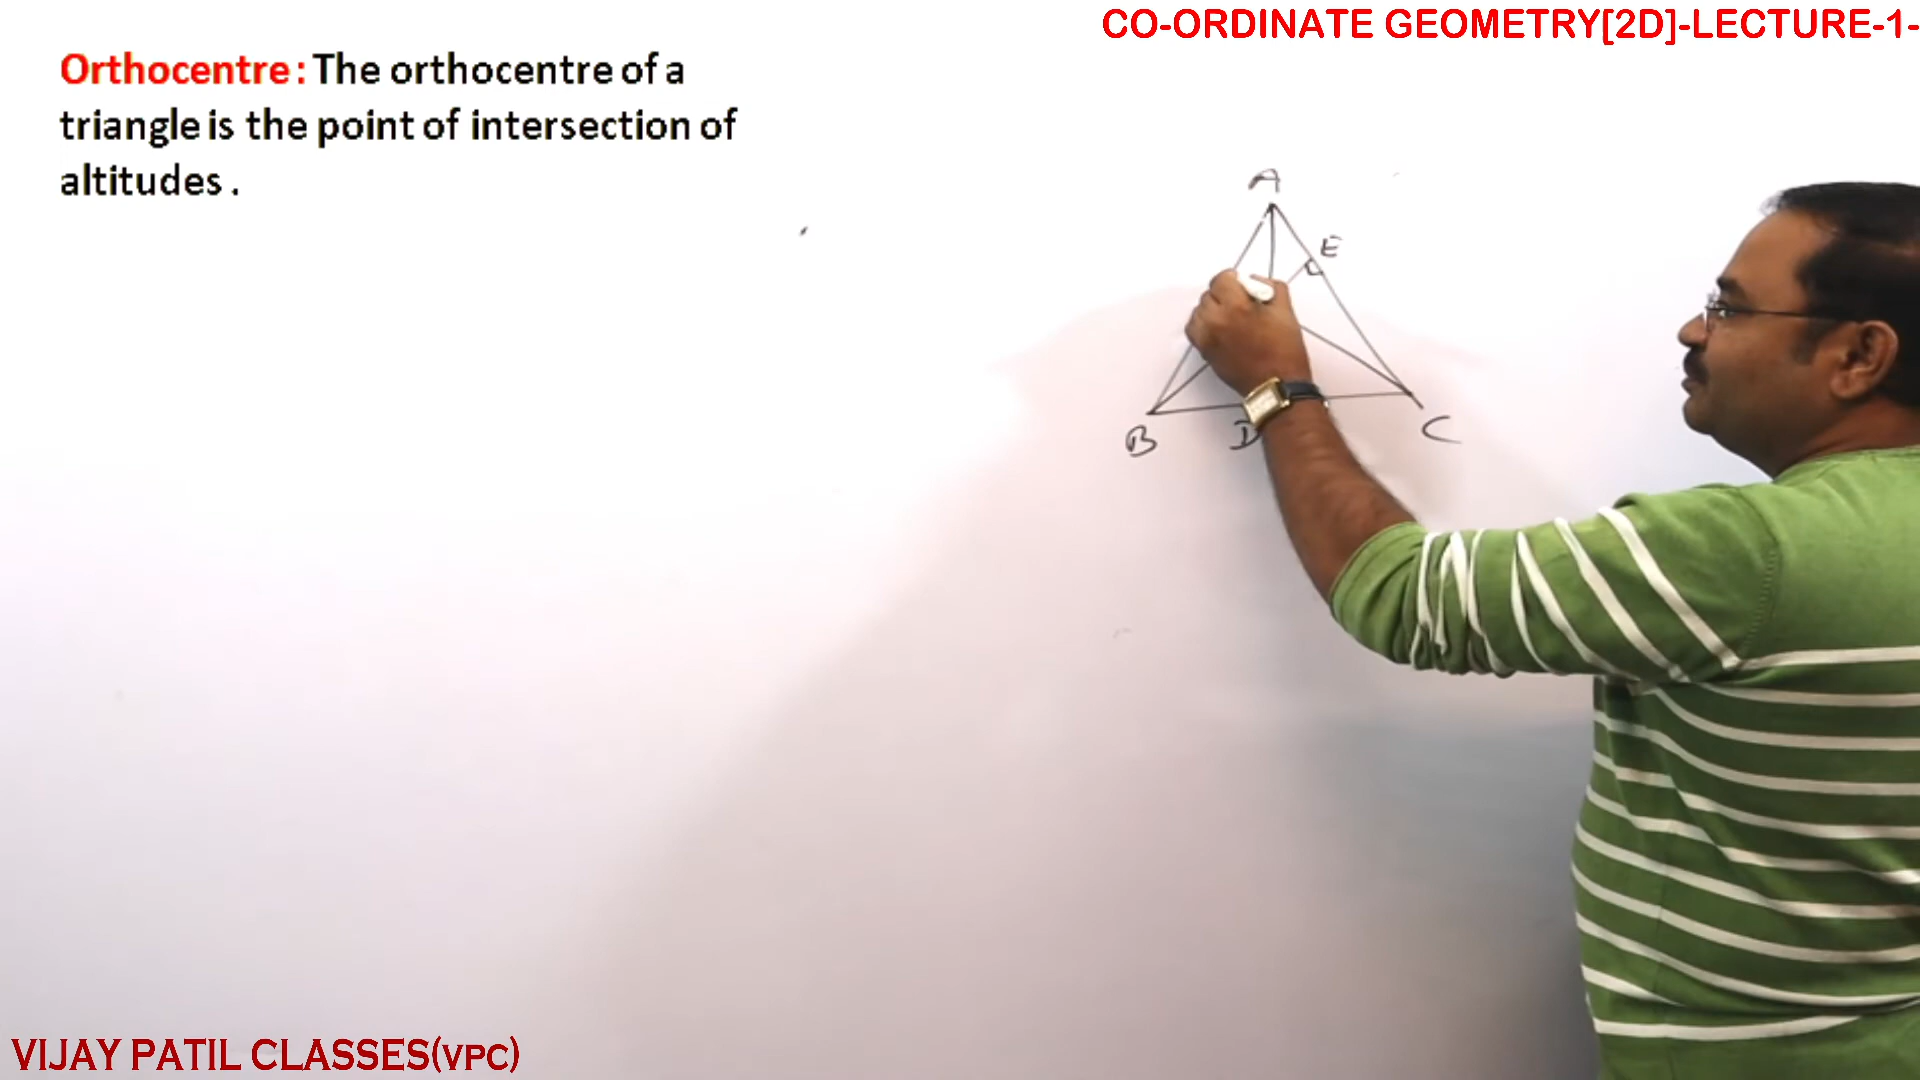 CO-ORDINATE GEOMETRY[2D]-LECTURE-1-
Orthocentre : The orthocentre of a
triangle is the point of intersection of
altitudes .
A
E
B
D
C
VIJAY PATIL CLASSES(VPC)